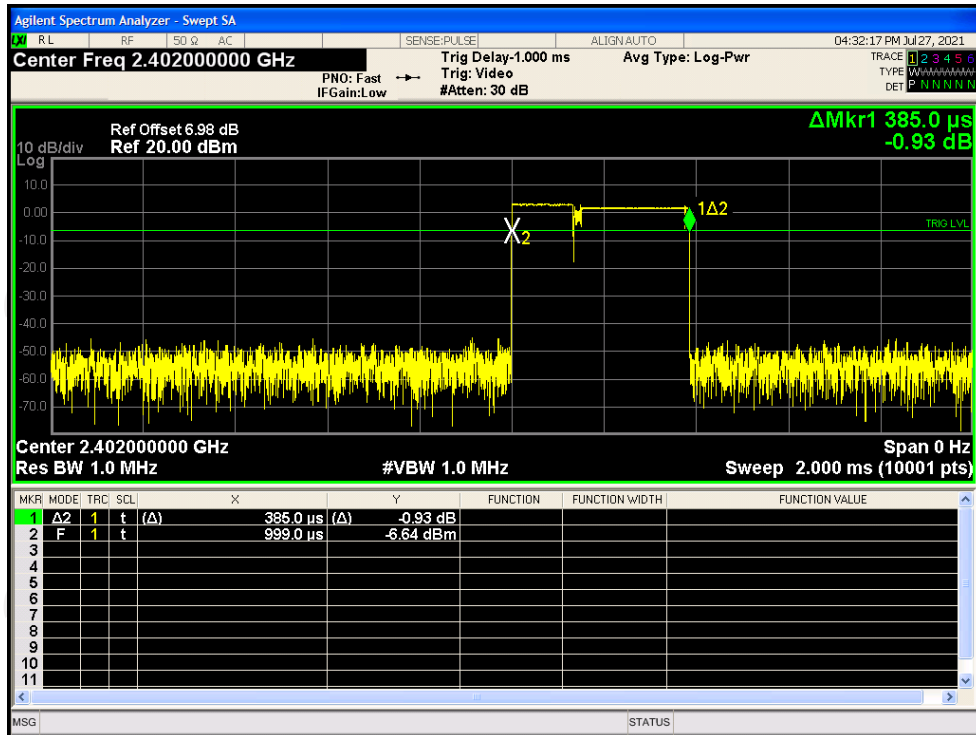 Agilent Spectrum Analyzer - Swept SA
LXI RL RF 50 Ω AC SENSE:PULSE ALIGN AUTO 04:32:17 PM Jul 27, 2021
Center Freq 2.402000000 GHz
PNO: Fast
IFGain:Low
Trig Delay-1.000 ms
Trig: Video
#Atten: 30 dB
Avg Type: Log-Pwr
TRACE 1 2 3 4 5 6
TYPE WWWWWW
DET P N N N N N
ΔMkr1 385.0 µs
-0.93 dB
Ref Offset 6.98 dB
10 dB/div Ref 20.00 dBm
Log
10.0
0.00
-10.0
-20.0
-30.0
-40.0
-50.0
-60.0
-70.0
1Δ2
2
TRIG LVL
Center 2.402000000 GHz Span 0 Hz
Res BW 1.0 MHz #VBW 1.0 MHz Sweep 2.000 ms (10001 pts)
MKR MODE TRC SCL X Y FUNCTION FUNCTION WIDTH FUNCTION VALUE
1 Δ2 1 t (Δ) 385.0 µs (Δ) -0.93 dB
2 F 1 t 999.0 µs -6.64 dBm
3
4
5
6
7
8
9
10
11
MSG STATUS